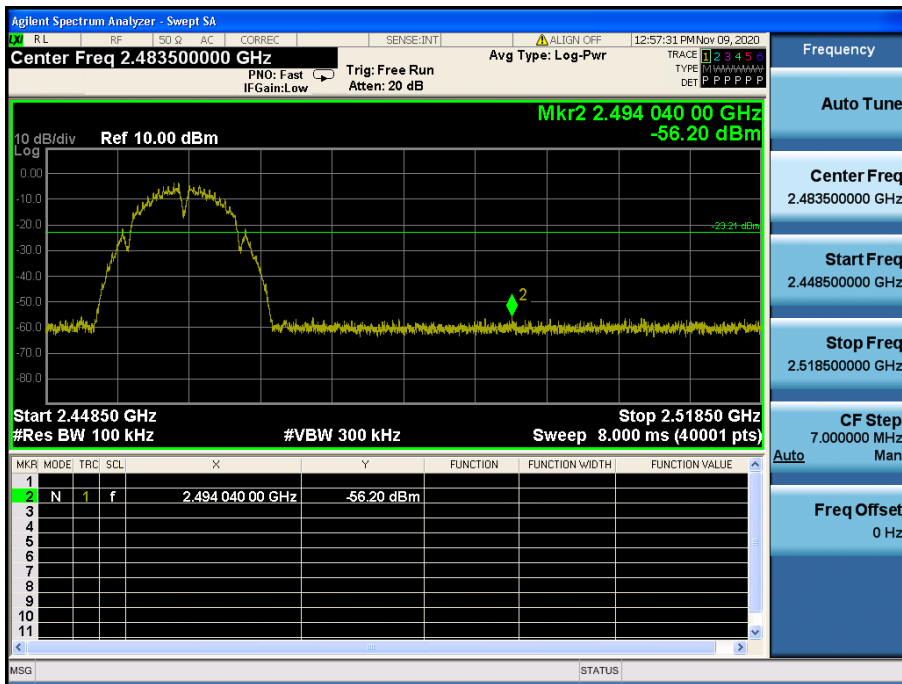 Agilent Spectrum Analyzer - Swept SA
LXI RL RF 50 Ω AC CORREC SENSE:INT ALIGN OFF 12:57:31 PM Nov 09, 2020
Center Freq 2.483500000 GHz
PNO: Fast
IFGain:Low
Trig: Free Run
Atten: 20 dB
Avg Type: Log-Pwr
TRACE 1 2 3 4 5 6
TYPE MWWWWW
DET P P P P P P
Frequency
Auto Tune
Center Freq
2.483500000 GHz
Start Freq
2.448500000 GHz
Stop Freq
2.518500000 GHz
CF Step
7.000000 MHz
Auto Man
Freq Offset
0 Hz
Mkr2 2.494 040 00 GHz
-56.20 dBm
10 dB/div Ref 10.00 dBm
Log
0.00
-10.0
-20.0
-23.21 dBm
-30.0
-40.0
-50.0
2
-60.0
-70.0
-80.0
Start 2.44850 GHz Stop 2.51850 GHz
#Res BW 100 kHz #VBW 300 kHz Sweep 8.000 ms (40001 pts)
MKR MODE TRC SCL X Y FUNCTION FUNCTION WIDTH FUNCTION VALUE
1
2 N 1 f 2.494 040 00 GHz -56.20 dBm
3
4
5
6
7
8
9
10
11
MSG STATUS